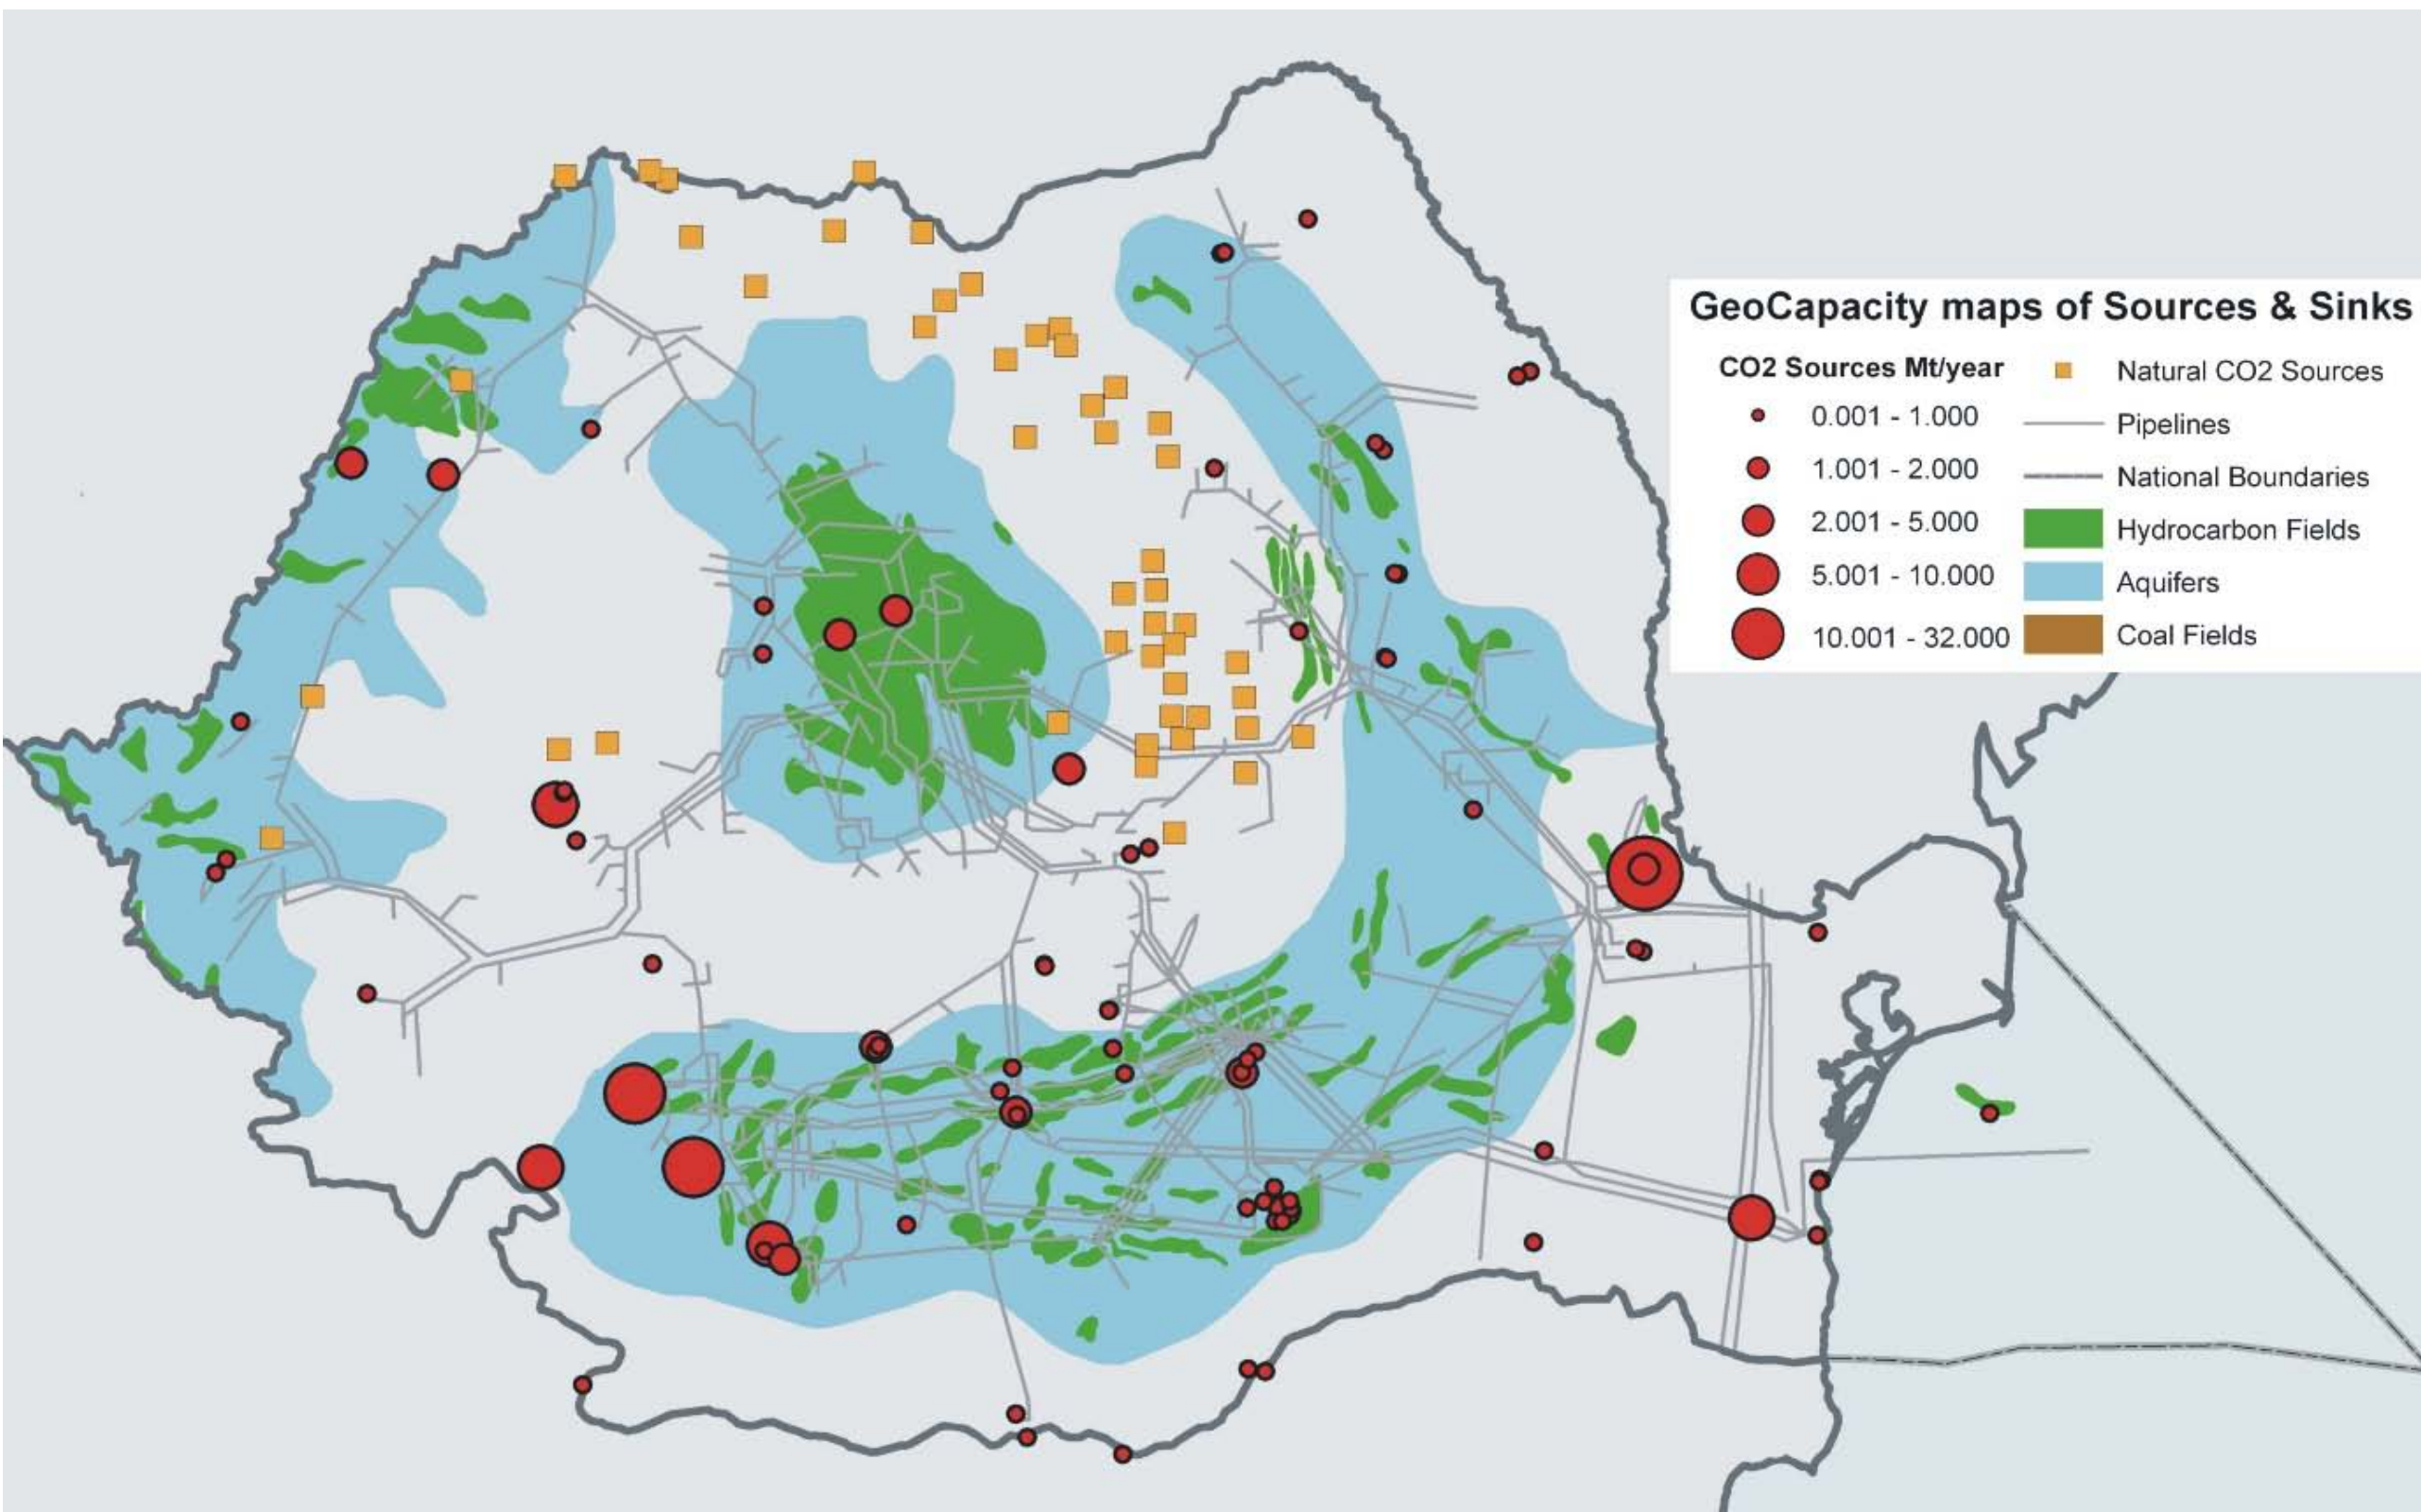 GeoCapacity maps of Sources & Sinks
CO2 Sources Mt/year
0.001 - 1.000
1.001 - 2.000
2.001 - 5.000
5.001 - 10.000
10.001 - 32.000
Natural CO2 Sources
Pipelines
National Boundaries
Hydrocarbon Fields
Aquifers
Coal Fields